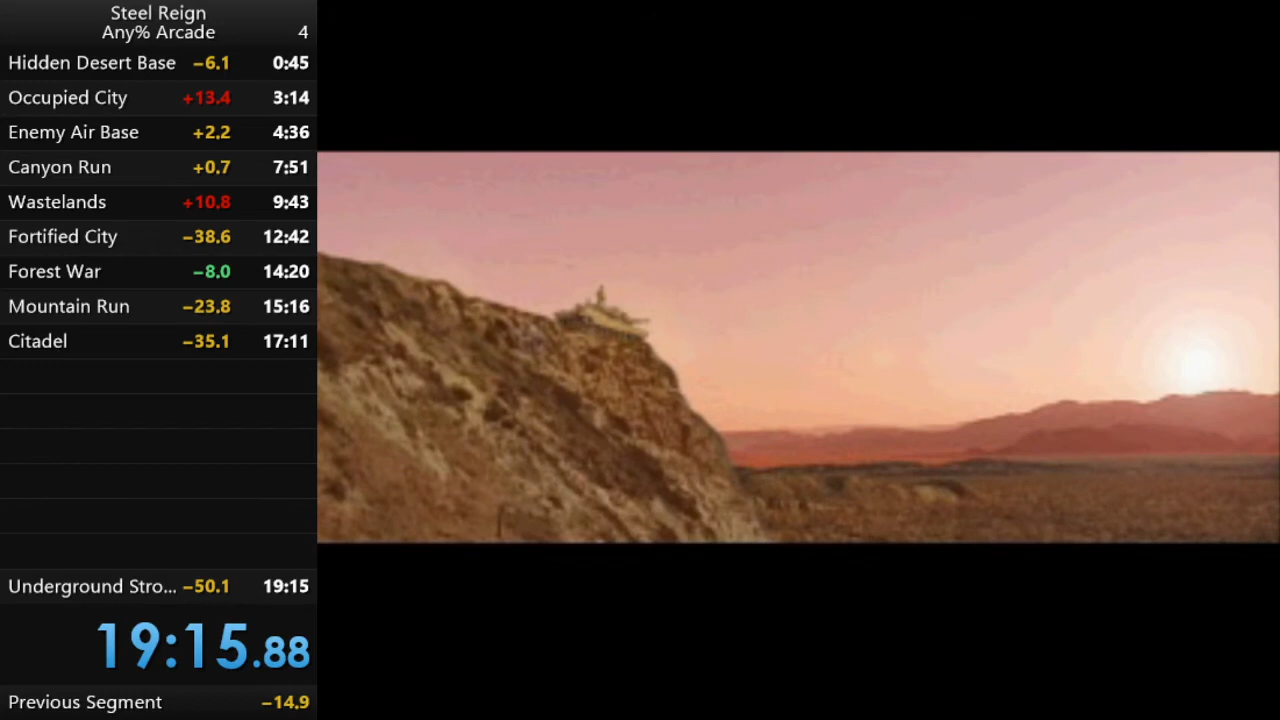 Steel Reign
Any% Arcade 4
Hidden Desert Base −6.1 0:45
Occupied City +13.4 3:14
Enemy Air Base +2.2 4:36
Canyon Run +0.7 7:51
Wastelands +10.8 9:43
Fortified City −38.6 12:42
Forest War −8.0 14:20
Mountain Run −23.8 15:16
Citadel −35.1 17:11
Underground Stro... −50.1 19:15
19:15.88
Previous Segment −14.9